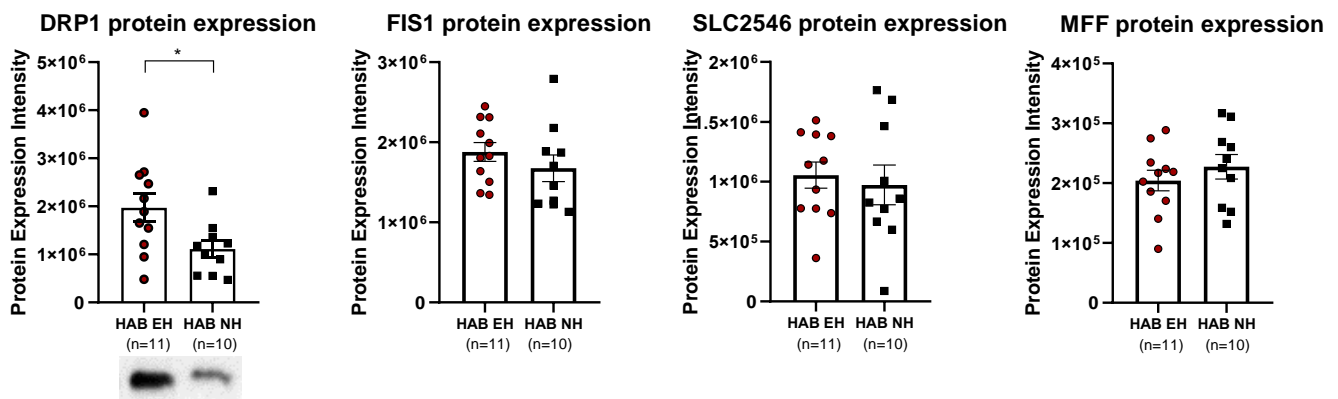 DRP1 protein expression
Protein Expression Intensity
5×10⁶
4×10⁶
3×10⁶
2×10⁶
1×10⁶
0
*
HAB EH
(n=11)
HAB NH
(n=10)
FIS1 protein expression
Protein Expression Intensity
3×10⁶
2×10⁶
1×10⁶
0
HAB EH
(n=11)
HAB NH
(n=10)
SLC2546 protein expression
Protein Expression Intensity
2×10⁶
1.5×10⁶
1×10⁶
5×10⁵
0
HAB EH
(n=11)
HAB NH
(n=10)
MFF protein expression
Protein Expression Intensity
4×10⁵
3×10⁵
2×10⁵
1×10⁵
0
HAB EH
(n=11)
HAB NH
(n=10)